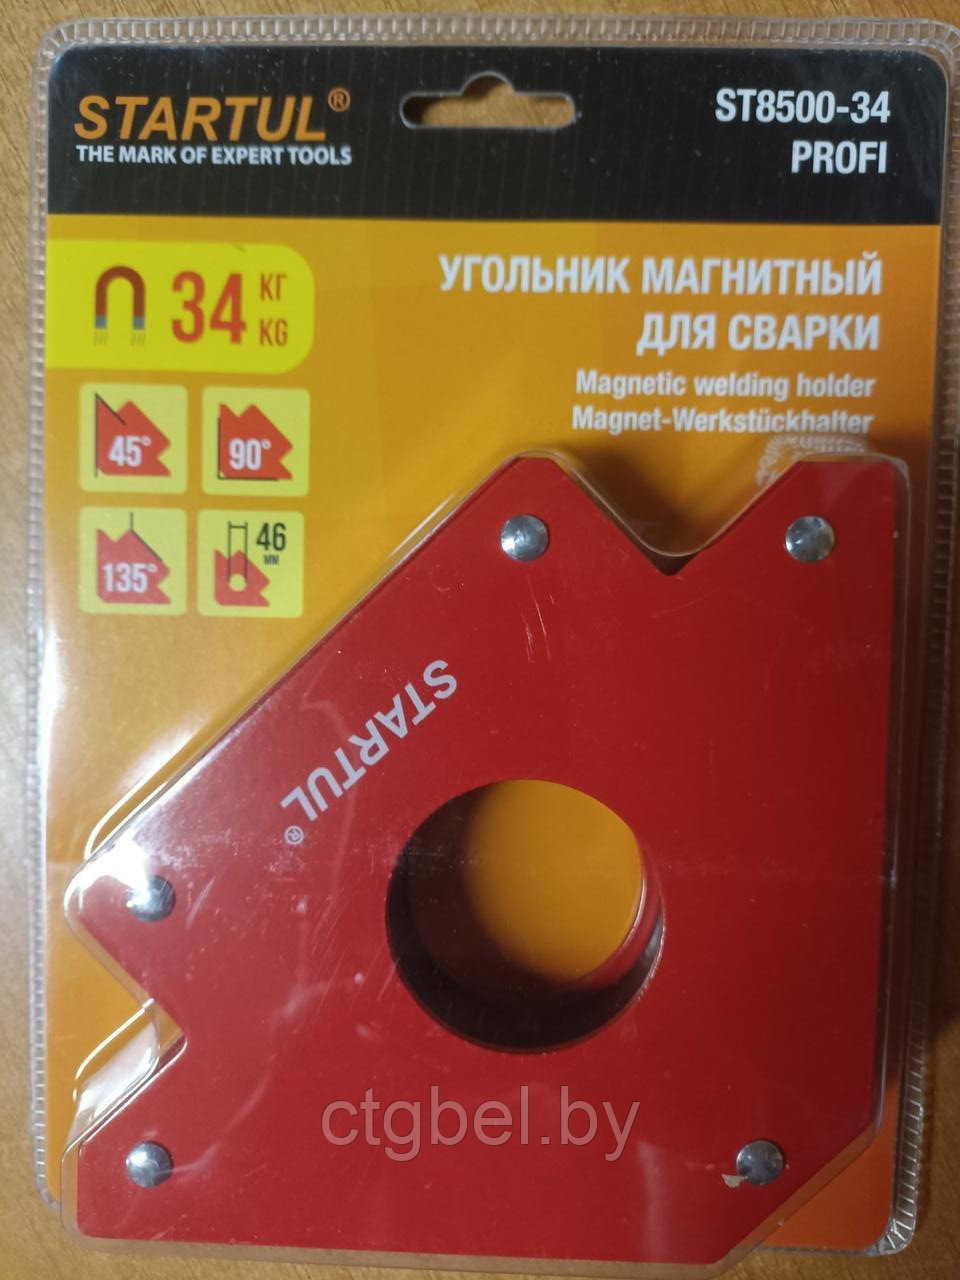 STARTUL®
THE MARK OF EXPERT TOOLS
ST8500-34
PROFI
34 КГ
KG
УГОЛЬНИК МАГНИТНЫЙ
ДЛЯ СВАРКИ
Magnetic welding holder
Magnet-Werkstückhalter
45°
90°
135°
46
ММ
STARTUL®
ctgbel.by